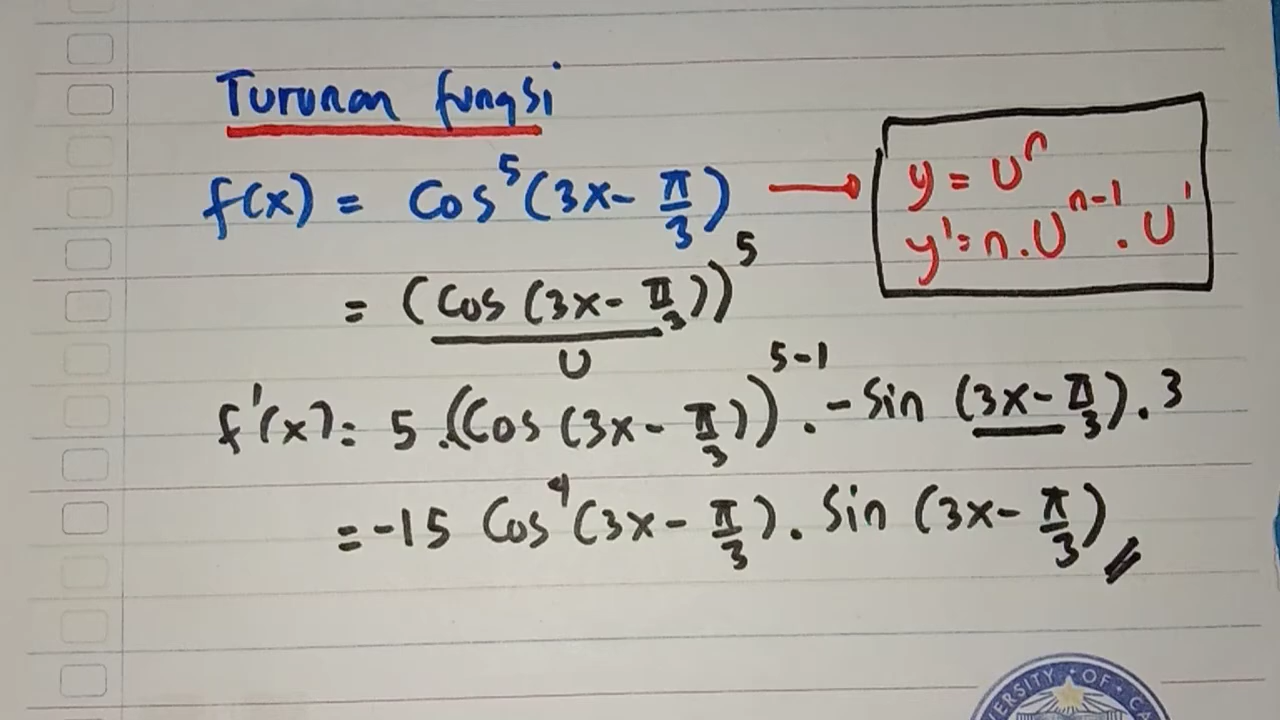 Turunan fungsi
f(x) = Cos⁵(3x - π/3) → y = Uⁿ
y' = n.Uⁿ⁻¹.U'
= (Cos (3x - π/3))⁵
U
f'(x) = 5.(Cos (3x - π/3))⁵⁻¹. -Sin (3x - π/3).3
= -15 Cos⁴(3x - π/3). Sin (3x - π/3)
OF